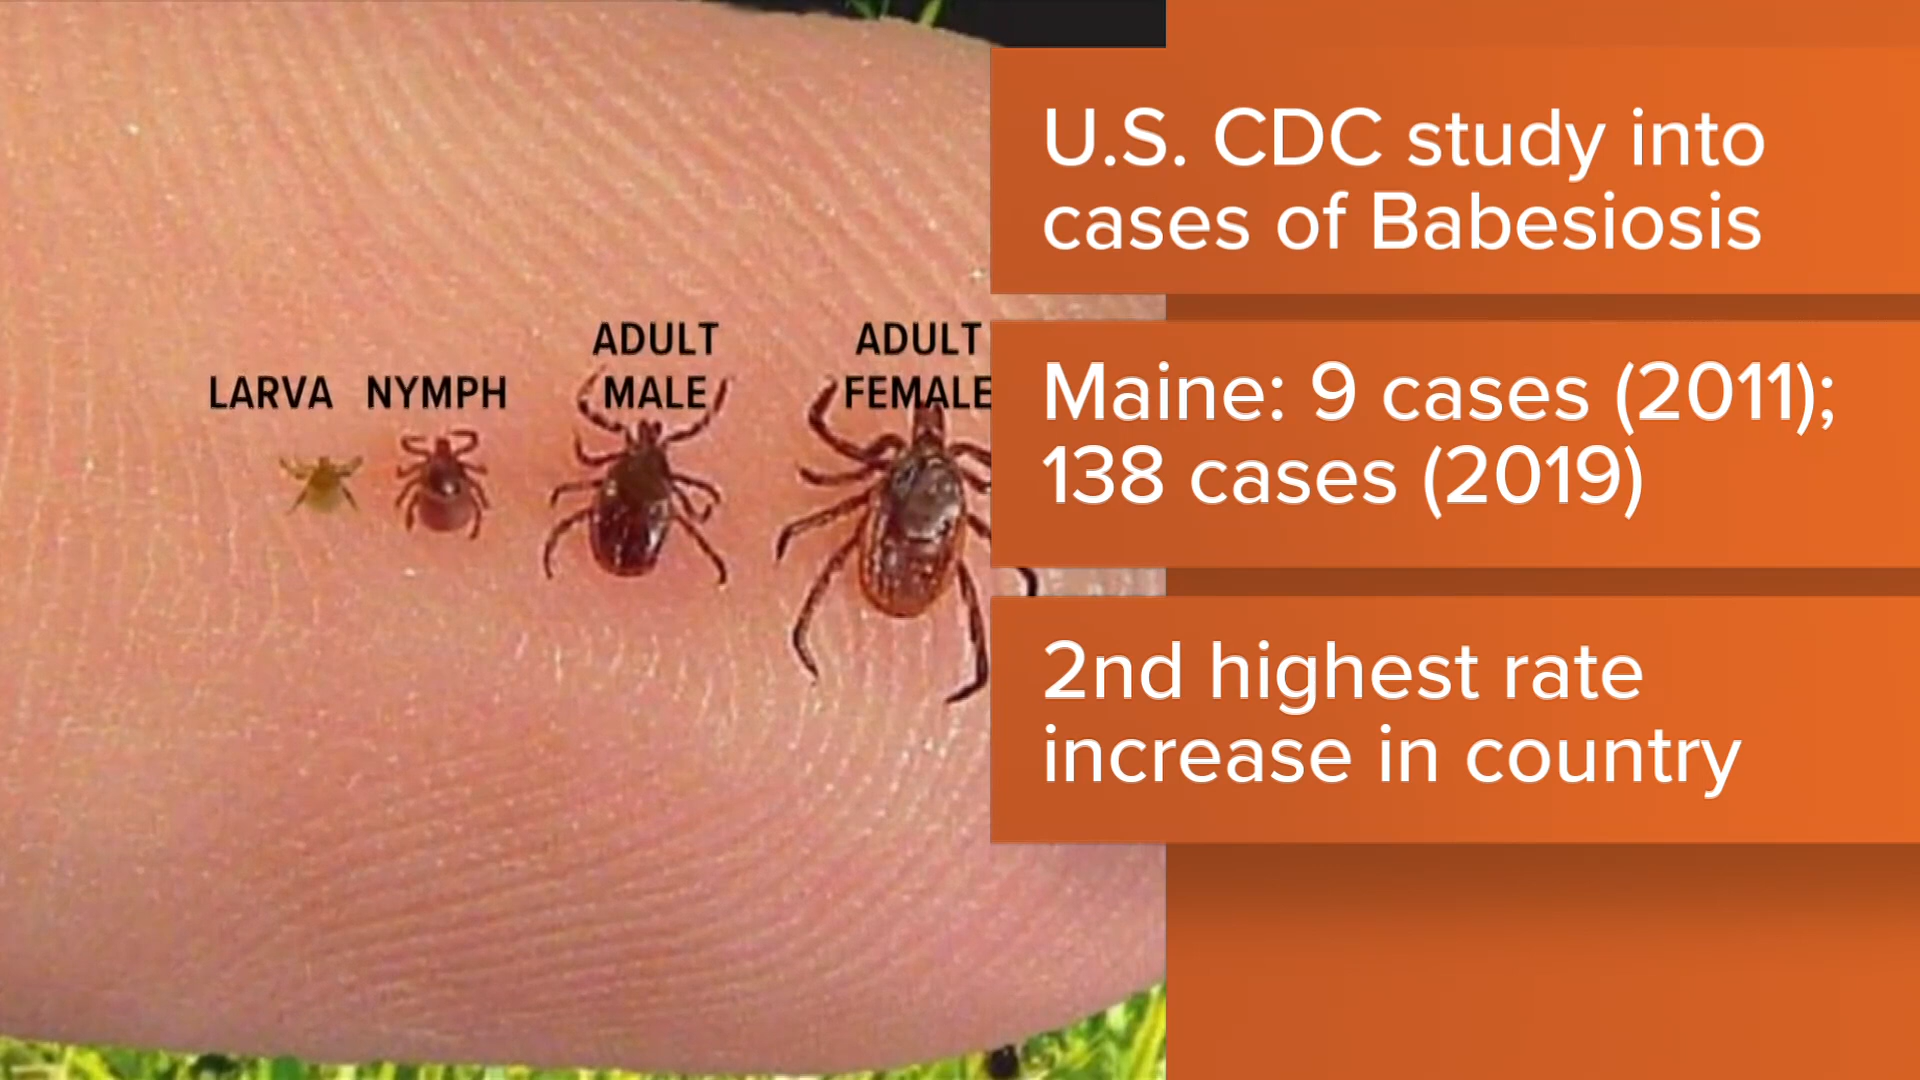 LARVA
NYMPH
ADULT
MALE
ADULT
FEMALE
U.S. CDC study into
cases of Babesiosis
Maine: 9 cases (2011);
138 cases (2019)
2nd highest rate
increase in country